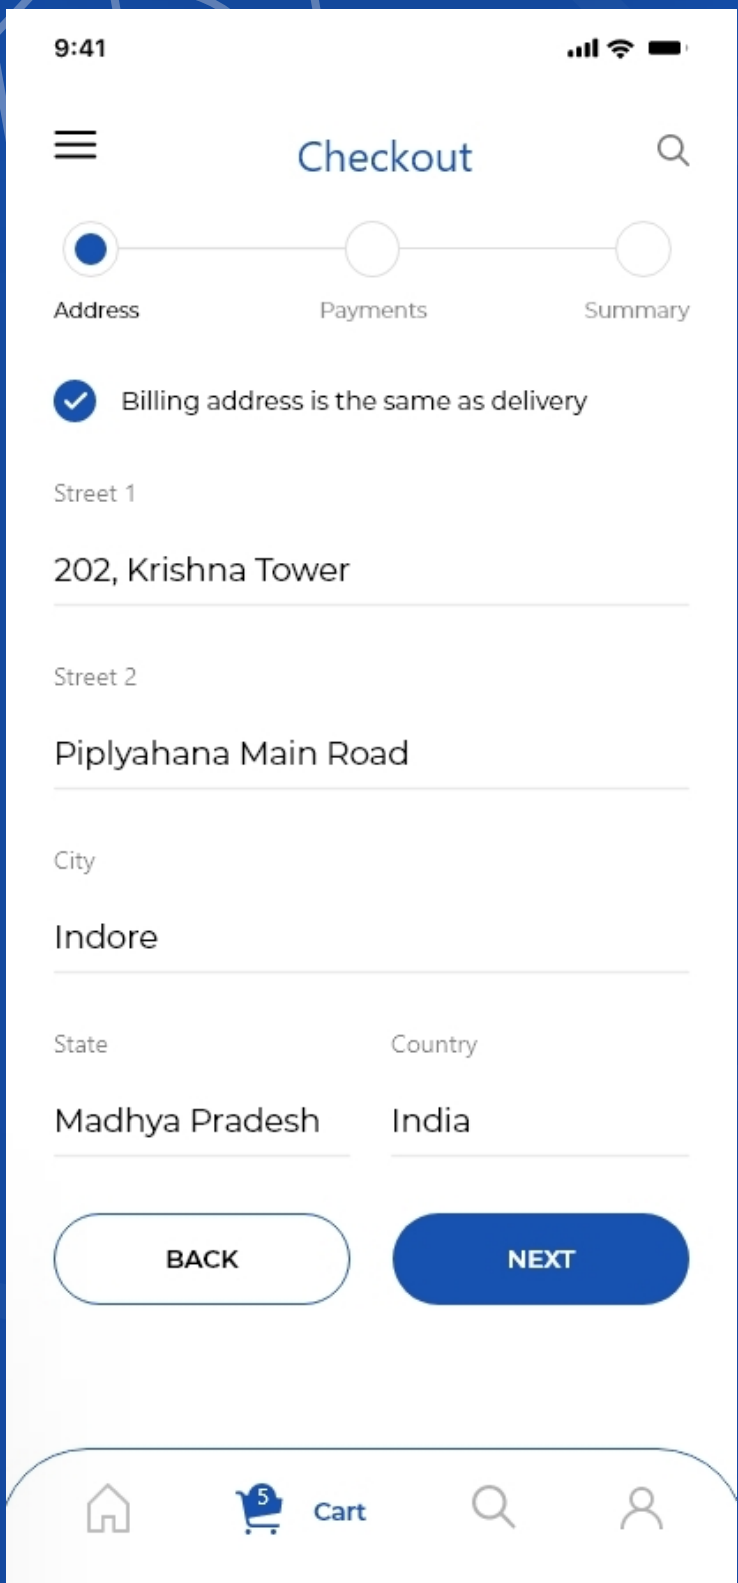 9:41
Checkout
Address Payments Summary
Billing address is the same as delivery
Street 1
202, Krishna Tower
Street 2
Piplyahana Main Road
City
Indore
State Country
Madhya Pradesh India
BACK NEXT
5 Cart